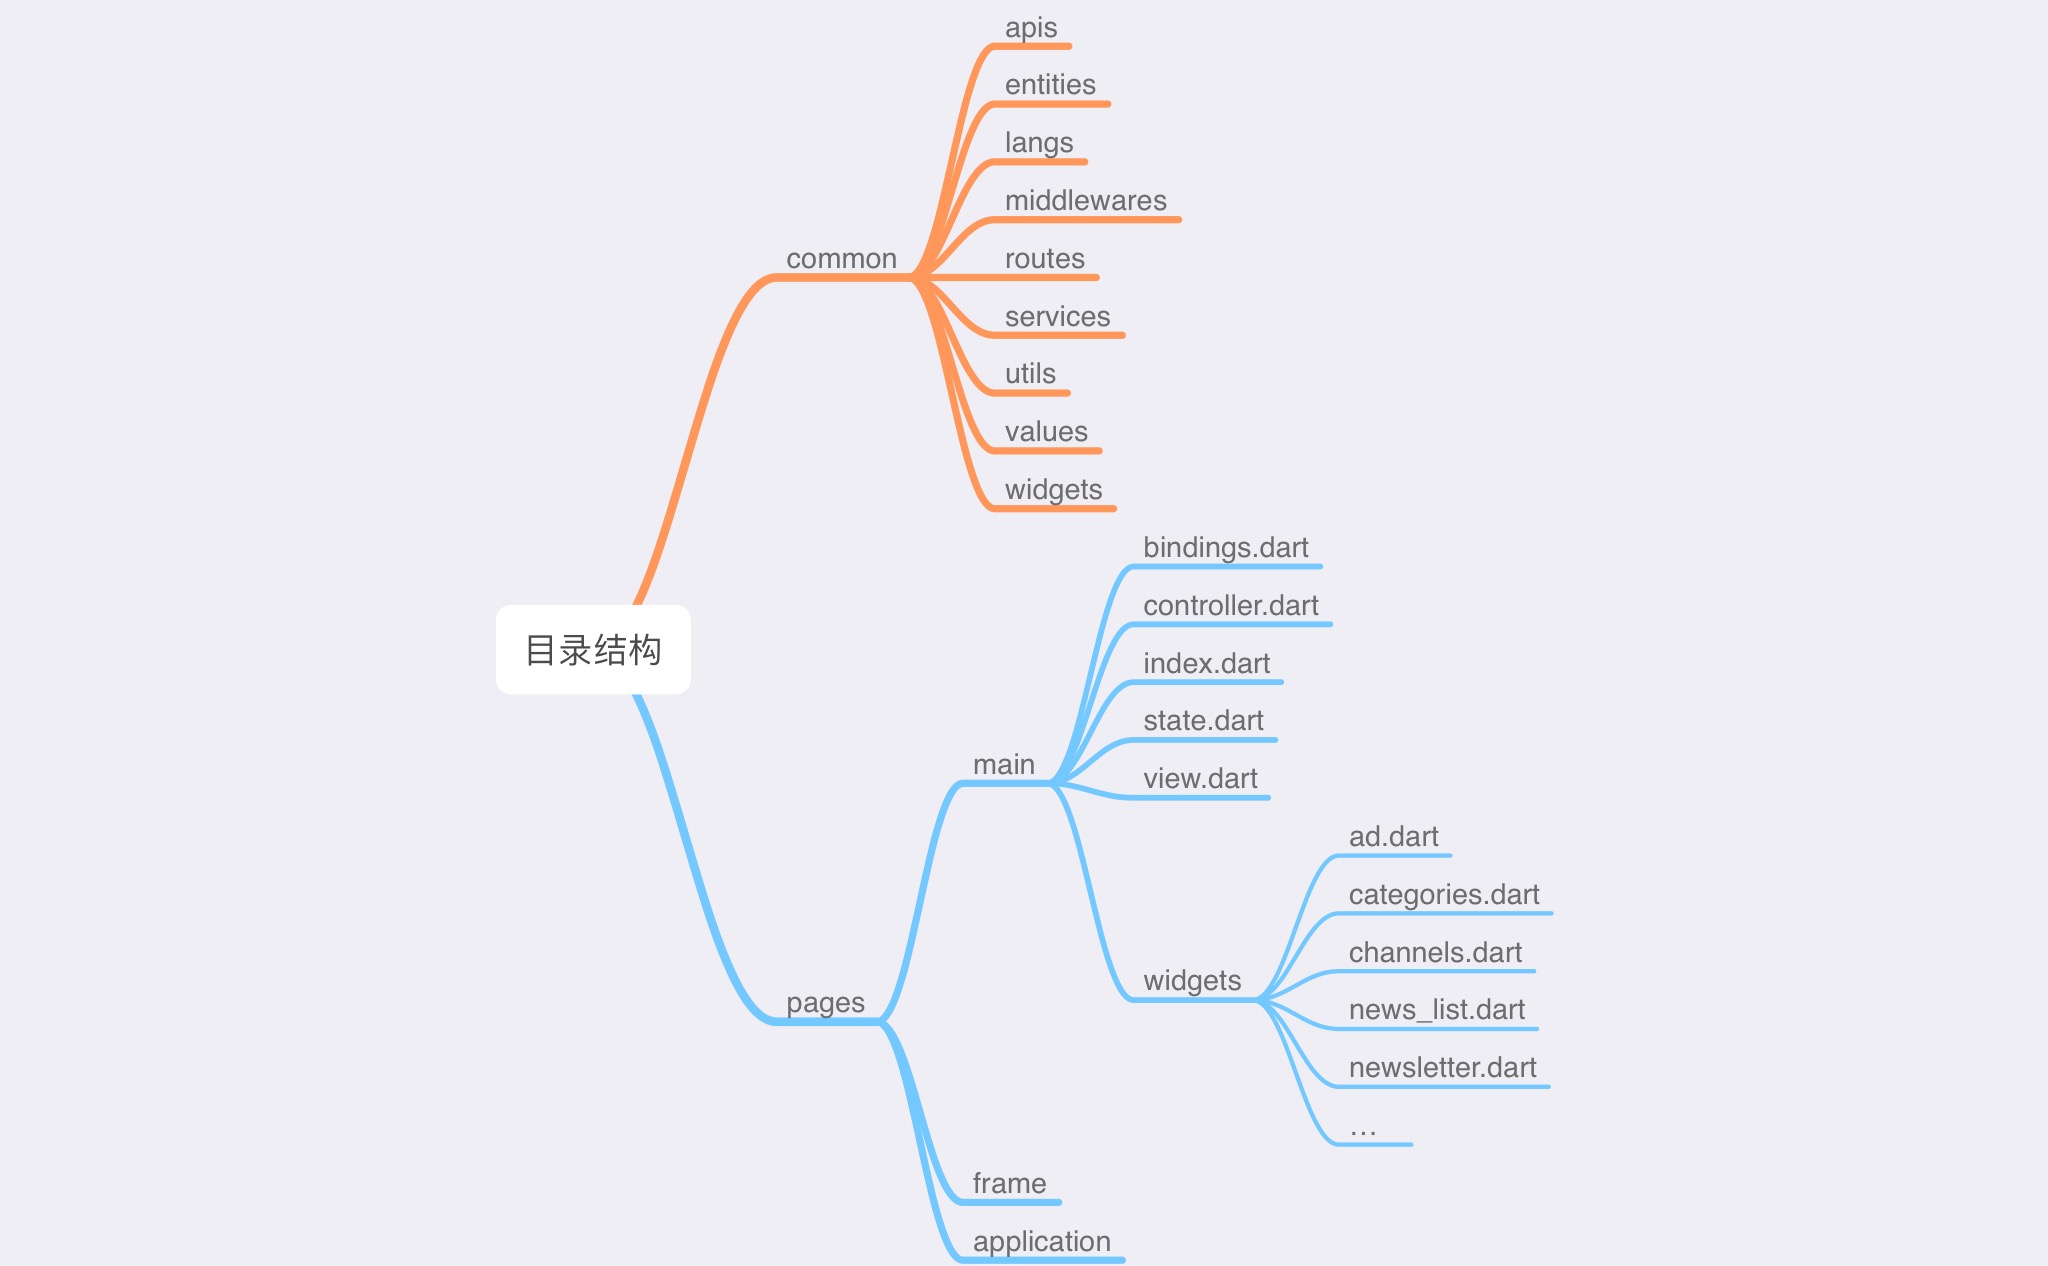 目录结构
common
apis
entities
langs
middlewares
routes
services
utils
values
widgets
pages
main
bindings.dart
controller.dart
index.dart
state.dart
view.dart
widgets
ad.dart
categories.dart
channels.dart
news_list.dart
newsletter.dart
…
frame
application